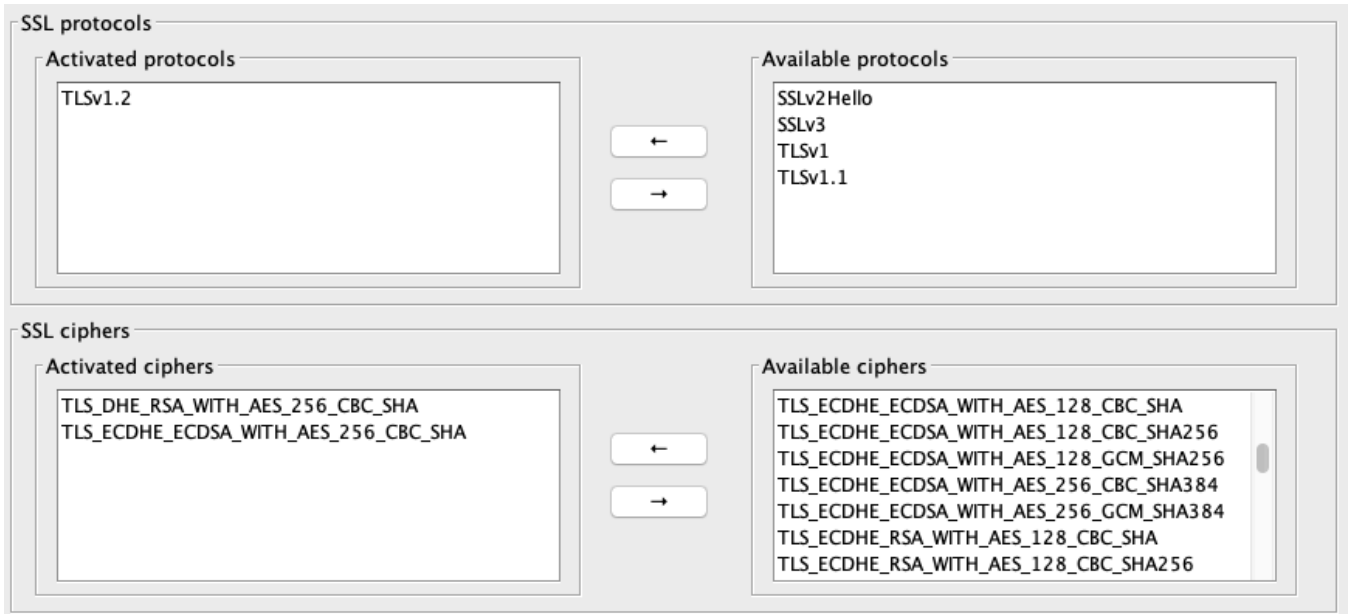 SSL protocols
Activated protocols
TLSv1.2
←
→
Available protocols
SSLv2Hello
SSLv3
TLSv1
TLSv1.1
SSL ciphers
Activated ciphers
TLS_DHE_RSA_WITH_AES_256_CBC_SHA
TLS_ECDHE_ECDSA_WITH_AES_256_CBC_SHA
←
→
Available ciphers
TLS_ECDHE_ECDSA_WITH_AES_128_CBC_SHA
TLS_ECDHE_ECDSA_WITH_AES_128_CBC_SHA256
TLS_ECDHE_ECDSA_WITH_AES_128_GCM_SHA256
TLS_ECDHE_ECDSA_WITH_AES_256_CBC_SHA384
TLS_ECDHE_ECDSA_WITH_AES_256_GCM_SHA384
TLS_ECDHE_RSA_WITH_AES_128_CBC_SHA
TLS_ECDHE_RSA_WITH_AES_128_CBC_SHA256